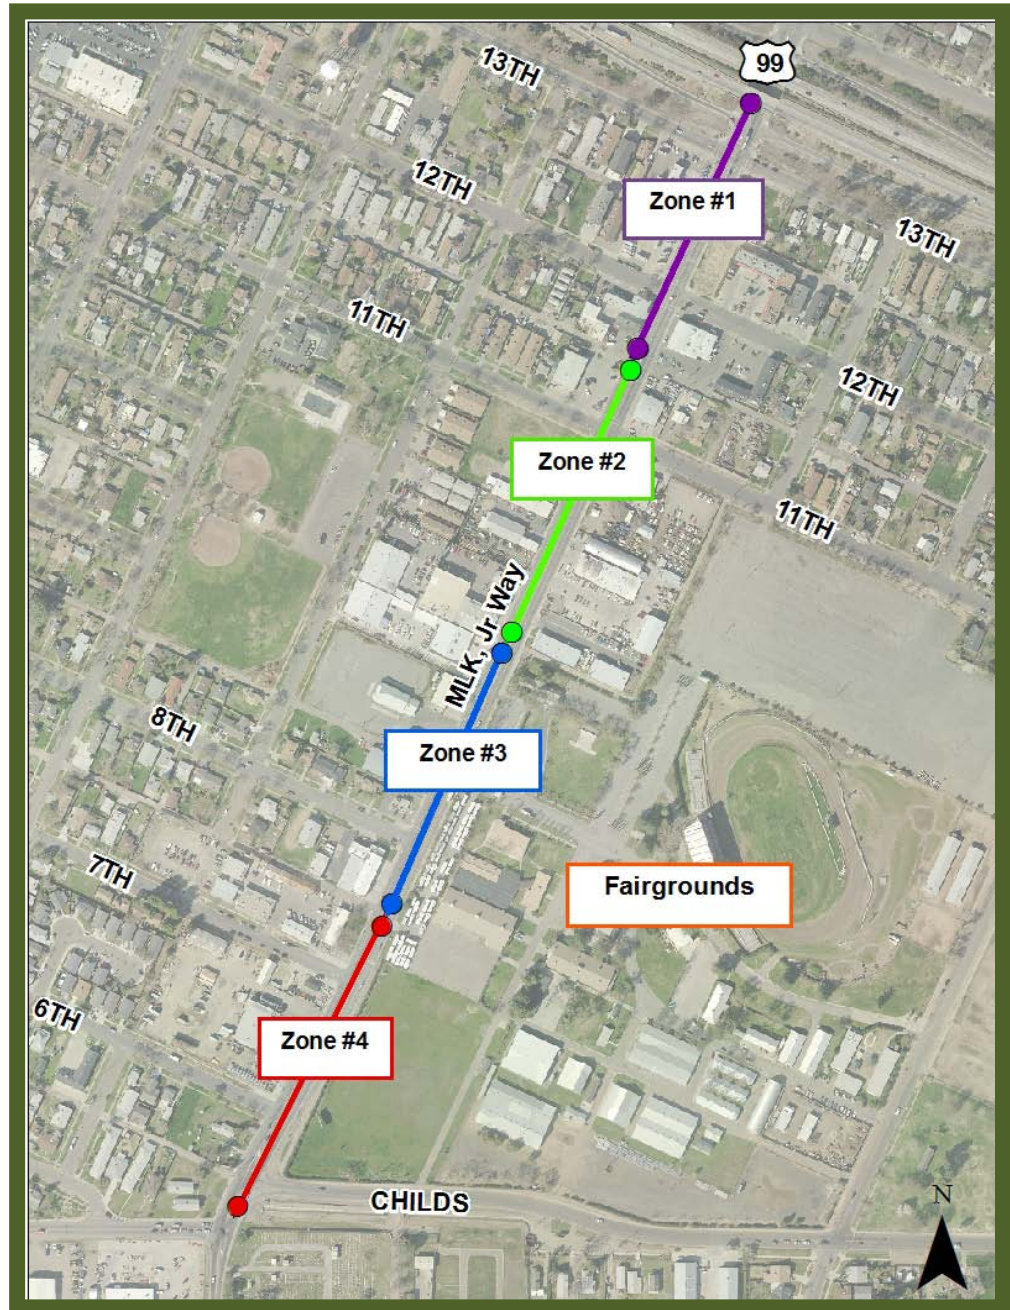 13TH
99
Zone #1
12TH
13TH
11TH
12TH
Zone #2
11TH
MLK, Jr Way
8TH
Zone #3
7TH
Fairgrounds
6TH
Zone #4
CHILDS
N